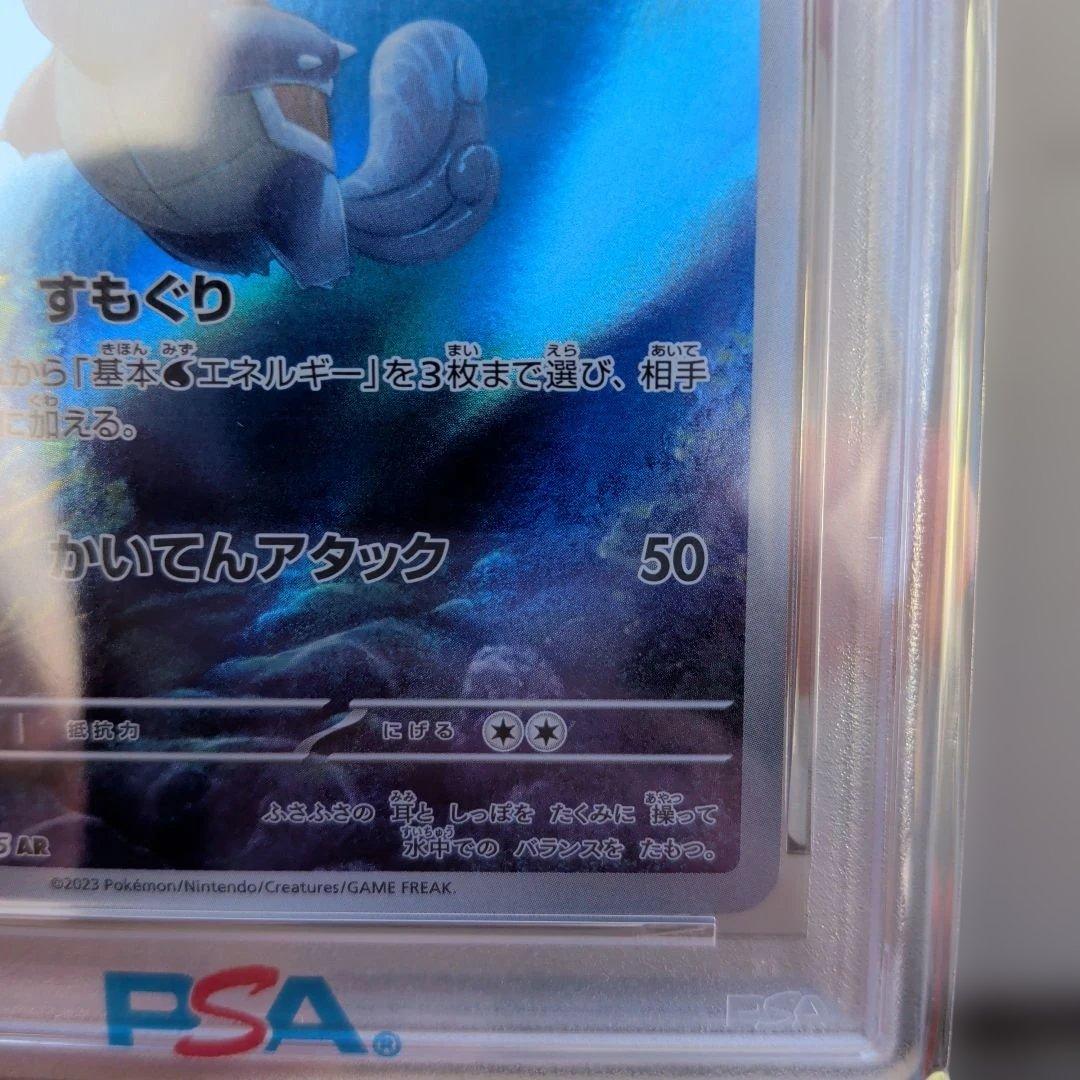 すもぐり
から「基本エネルギー」を3枚まで選び、相手
に加える。
かいてんアタック 50
抵抗力 にげる
ふさふさの 耳と しっぽを たくみに 操って
水中での バランスを たもつ。
5 AR
©2023 Pokémon/Nintendo/Creatures/GAME FREAK.
PSA®
PSA